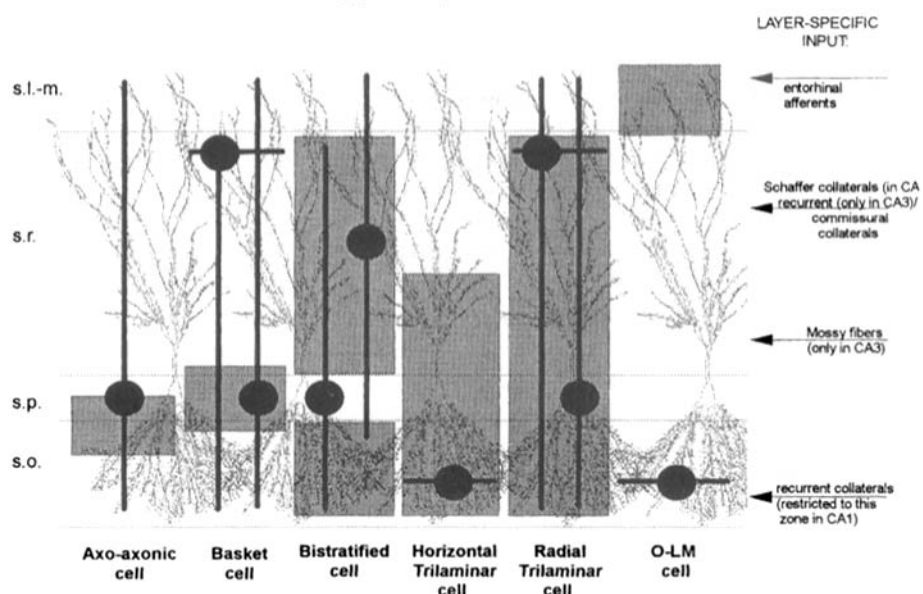 LAYER-SPECIFIC
INPUT:
s.l.-m.
entorhinal
afferents
Schaffer collaterals (in CA
recurrent (only in CA3)/
commissural
collaterals
s.r.
Mossy fibers
(only in CA3)
s.p.
s.o.
recurrent collaterals
(restricted to this
zone in CA1)
Axo-axonic
cell
Basket
cell
Bistratified
cell
Horizontal
Trilaminar
cell
Radial
Trilaminar
cell
O-LM
cell